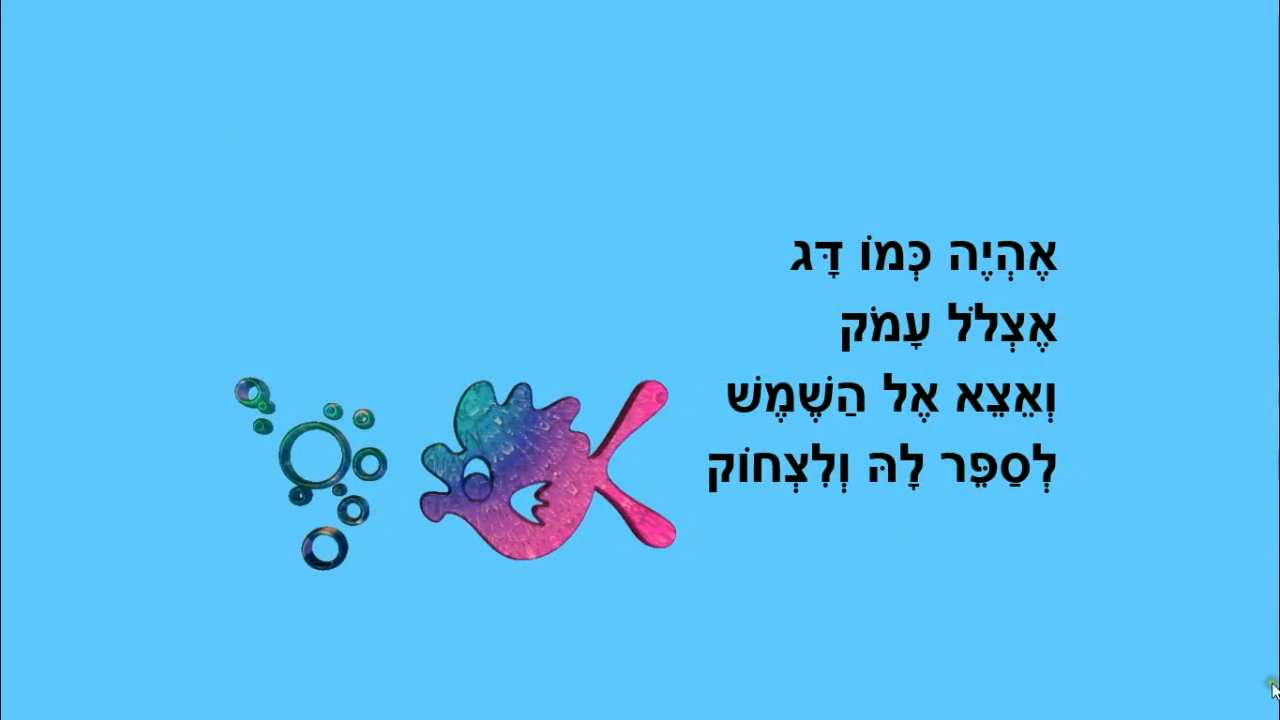 אֶהְיֶה כְּמוֹ דָּג
אֶצְלֹל עָמֹק
וְאֵצֵא אֶל הַשֶּׁמֶשׁ
לְסַפֵּר לָהּ וְלִצְחוֹק